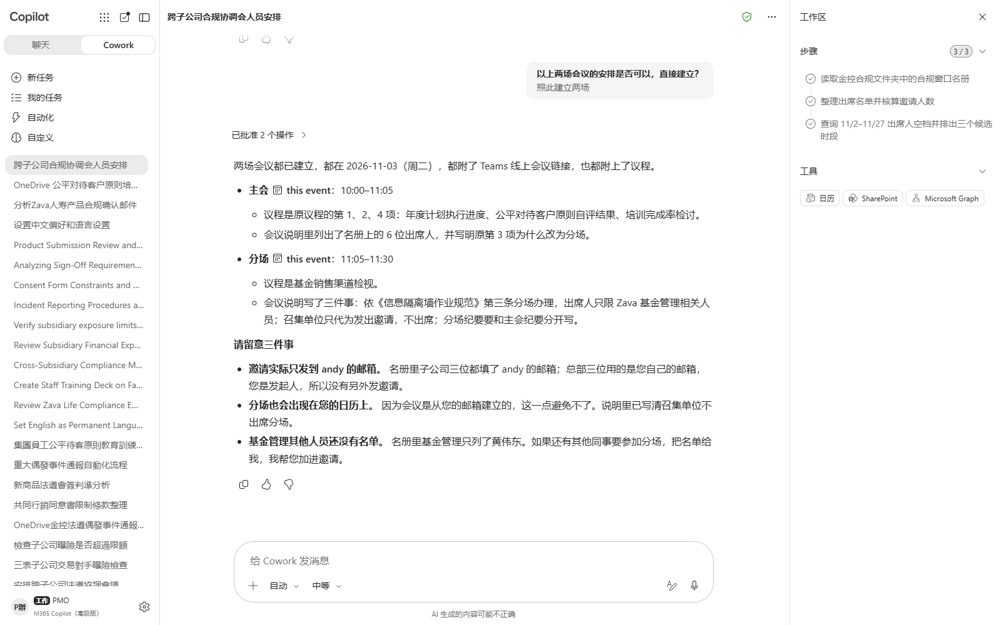 Copilot
聊天
Cowork
新任务
我的任务
自动化
自定义
跨子公司合规协调会人员安排
OneDrive 公平对待客户原则培...
分析Zava人寿产品合规确认邮件
设置中文偏好和语言设置
Product Submission Review and...
Analyzing Sign-Off Requiremen...
Consent Form Constraints and ...
Incident Reporting Procedures a...
Verify subsidiary exposure limits...
Review Subsidiary Financial Exp...
Cross-Subsidiary Compliance M...
Create Staff Training Deck on Fa...
Review Zava Life Compliance E...
Set English as Permanent Langu...
集團員工公平待客原則教育訓練...
重大偶發事件通報自動化流程
新商品法遵會簽判準分析
共同行銷同意書限制條款整理
OneDrive金控法遵偶發事件通報...
檢查子公司曝險是否超過限額
三表子公司交易對手曝險檢查
安排跨子公司法遵協調會議
P辦
工作 PMO
M365 Copilot（高级版）
跨子公司合规协调会人员安排
以上两场会议的安排是否可以，直接建立？
照此建立两场
已批准 2 个操作
两场会议都已建立，都在 2026-11-03（周二），都附了 Teams 线上会议链接，也都附上了议程。
主会 this event：10:00–11:05
议程是原议程的第 1、2、4 项：年度计划执行进度、公平对待客户原则自评结果、培训完成率检讨。
会议说明里列出了名册上的 6 位出席人，并写明原第 3 项为什么改为分场。
分场 this event：11:05–11:30
议程是基金销售渠道检视。
会议说明写了三件事：依《信息隔离墙作业规范》第三条分场办理，出席人只限 Zava 基金管理相关人
员；召集单位只代为发出邀请，不出席；分场纪要要和主会纪要分开写。
请留意三件事
邀请实际只发到 andy 的邮箱。 名册里子公司三位都填了 andy 的邮箱；总部三位用的是您自己的邮箱，
您是发起人，所以没有另外发邀请。
分场也会出现在您的日历上。 因为会议是从您的邮箱建立的，这一点避免不了。说明里已写清召集单位不
出席分场。
基金管理其他人员还没有名单。 名册里基金管理只列了黄伟东。如果还有其他同事要参加分场，把名单给
我，我帮您加进邀请。
给 Cowork 发消息
自动
中等
AI 生成的内容可能不正确
工作区
步骤
3 / 3
读取金控合规文件夹中的合规窗口名册
整理出席名单并核算邀请人数
查询 11/2–11/27 出席人空档并排出三个候选
时段
工具
日历
SharePoint
Microsoft Graph